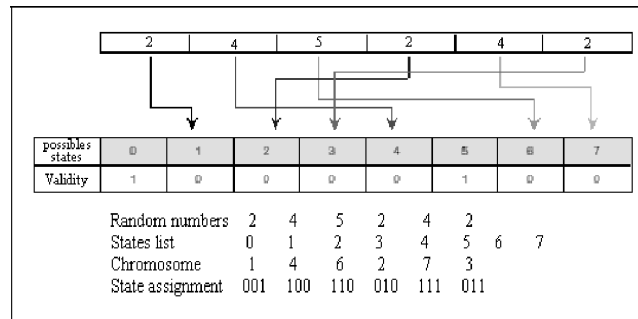 2 4 5 2 4 2
possibles states 0 1 2 3 4 5 6 7
Validity 1 0 0 0 0 1 0 0
Random numbers 2 4 5 2 4 2
States list 0 1 2 3 4 5 6 7
Chromosome 1 4 6 2 7 3
State assignment 001 100 110 010 111 011